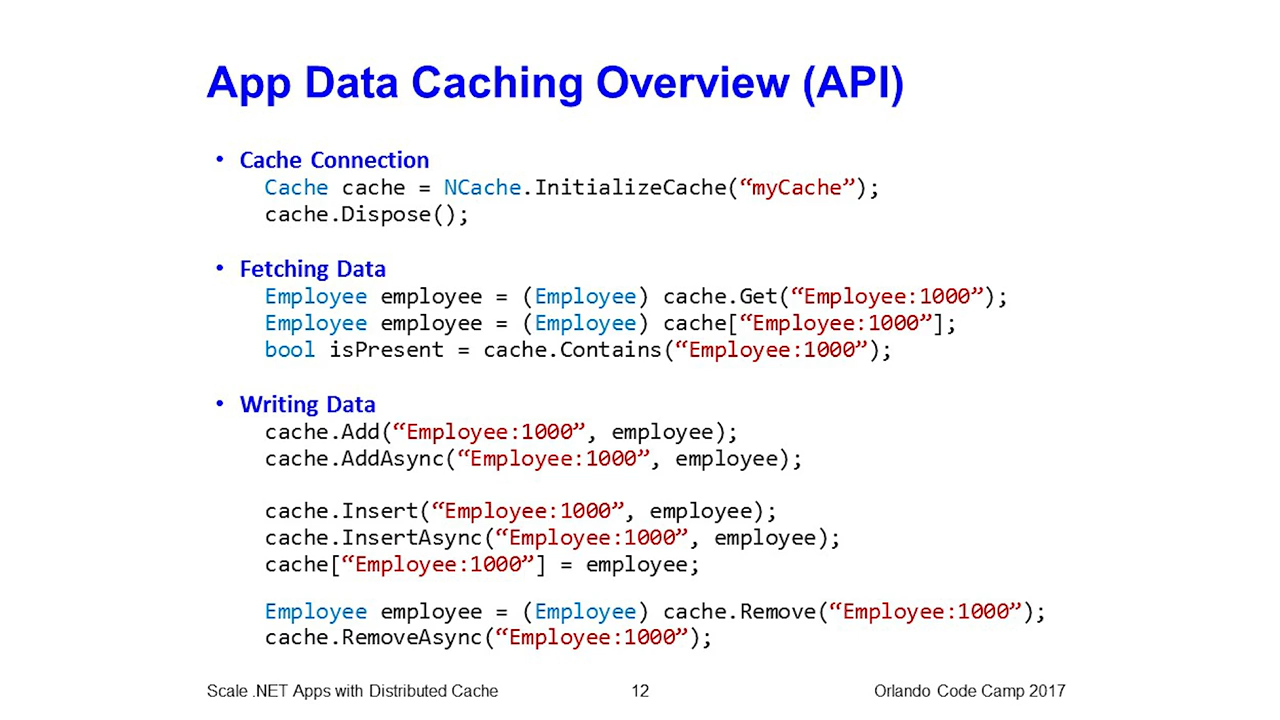 App Data Caching Overview (API)
• Cache Connection
Cache cache = NCache.InitializeCache(“myCache”);
cache.Dispose();
• Fetching Data
Employee employee = (Employee) cache.Get(“Employee:1000”);
Employee employee = (Employee) cache[“Employee:1000”];
bool isPresent = cache.Contains(“Employee:1000”);
• Writing Data
cache.Add(“Employee:1000”, employee);
cache.AddAsync(“Employee:1000”, employee);
cache.Insert(“Employee:1000”, employee);
cache.InsertAsync(“Employee:1000”, employee);
cache[“Employee:1000”] = employee;
Employee employee = (Employee) cache.Remove(“Employee:1000”);
cache.RemoveAsync(“Employee:1000”);
Scale .NET Apps with Distributed Cache 12 Orlando Code Camp 2017